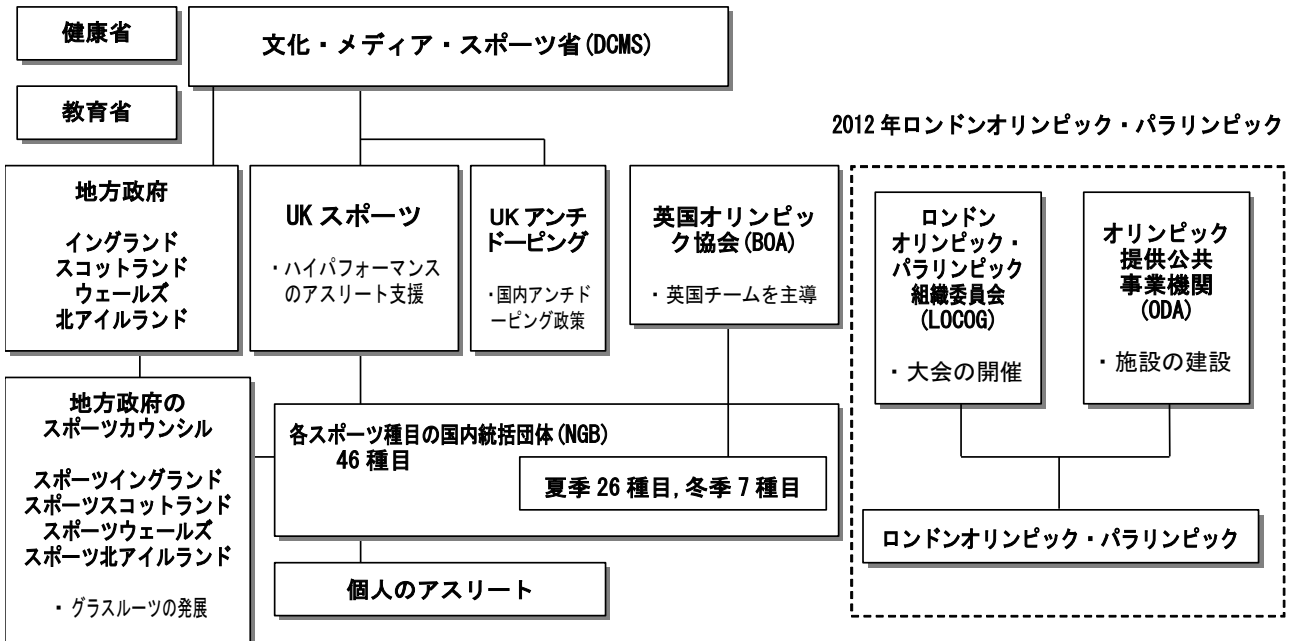 健康省
文化・メディア・スポーツ省(DCMS)
教育省
2012年ロンドンオリンピック・パラリンピック
地方政府
イングランド
スコットランド
ウェールズ
北アイルランド
UKスポーツ
・ハイパフォーマンス
のアスリート支援
UKアンチ
ドーピング
・国内アンチド
ーピング政策
英国オリンピッ
ク協会(BOA)
・英国チームを主導
ロンドン
オリンピック・
パラリンピック
組織委員会
(LOCOG)
・大会の開催
オリンピック
提供公共
事業機関
(ODA)
・施設の建設
地方政府の
スポーツカウンシル
スポーツイングランド
スポーツスコットランド
スポーツウェールズ
スポーツ北アイルランド
・グラスルーツの発展
各スポーツ種目の国内統括団体(NGB)
46種目
夏季26種目,冬季7種目
個人のアスリート
ロンドンオリンピック・パラリンピック